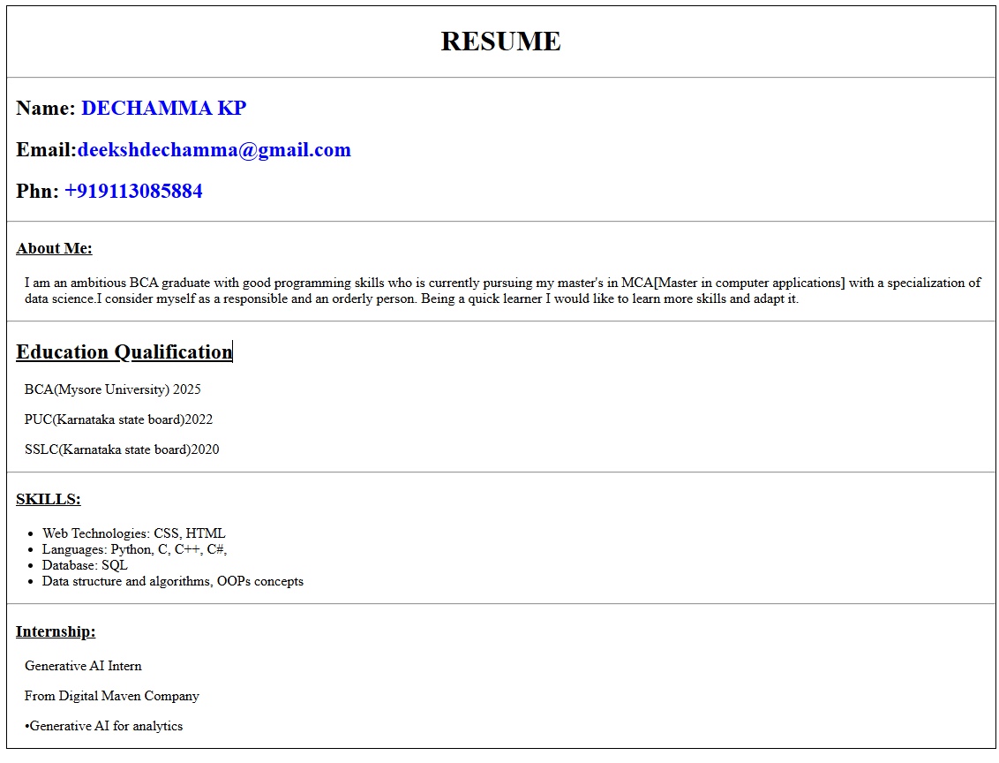 RESUME
Name: DECHAMMA KP
Email:deekshdechamma@gmail.com
Phn: +919113085884
About Me:
I am an ambitious BCA graduate with good programming skills who is currently pursuing my master's in MCA[Master in computer applications] with a specialization of
data science.I consider myself as a responsible and an orderly person. Being a quick learner I would like to learn more skills and adapt it.
Education Qualification
BCA(Mysore University) 2025
PUC(Karnataka state board)2022
SSLC(Karnataka state board)2020
SKILLS:
• Web Technologies: CSS, HTML
• Languages: Python, C, C++, C#,
• Database: SQL
• Data structure and algorithms, OOPs concepts
Internship:
Generative AI Intern
From Digital Maven Company
•Generative AI for analytics